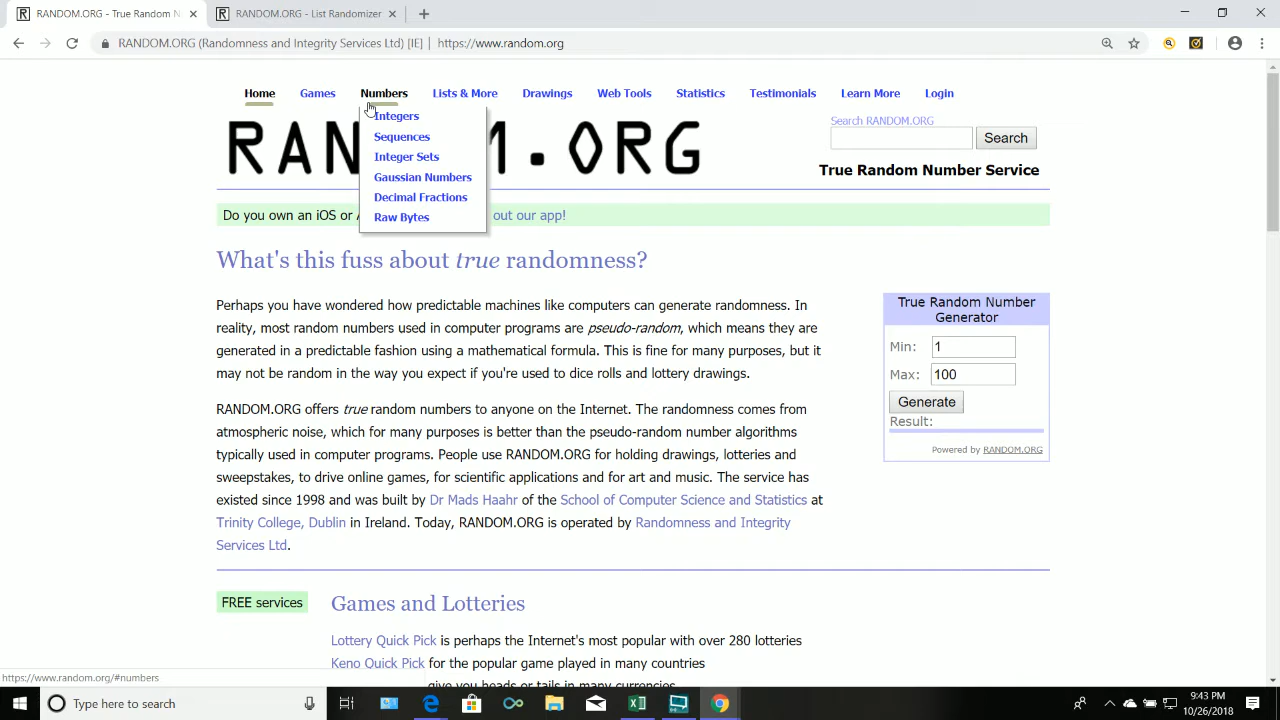 RANDOM.ORG - True Random N
RANDOM.ORG - List Randomizer
RANDOM.ORG (Randomness and Integrity Services Ltd) [IE] | https://www.random.org
Home Games Numbers Lists & More Drawings Web Tools Statistics Testimonials Learn More Login
Integers
Sequences
Integer Sets
Gaussian Numbers
Decimal Fractions
Raw Bytes
RAN M.ORG
Search RANDOM.ORG
Search
True Random Number Service
Do you own an iOS or A out our app!
What's this fuss about true randomness?
Perhaps you have wondered how predictable machines like computers can generate randomness. In
reality, most random numbers used in computer programs are pseudo-random, which means they are
generated in a predictable fashion using a mathematical formula. This is fine for many purposes, but it
may not be random in the way you expect if you're used to dice rolls and lottery drawings.
RANDOM.ORG offers true random numbers to anyone on the Internet. The randomness comes from
atmospheric noise, which for many purposes is better than the pseudo-random number algorithms
typically used in computer programs. People use RANDOM.ORG for holding drawings, lotteries and
sweepstakes, to drive online games, for scientific applications and for art and music. The service has
existed since 1998 and was built by Dr Mads Haahr of the School of Computer Science and Statistics at
Trinity College, Dublin in Ireland. Today, RANDOM.ORG is operated by Randomness and Integrity
Services Ltd.
True Random Number
Generator
Min: 1
Max: 100
Generate
Result:
Powered by RANDOM.ORG
FREE services
Games and Lotteries
Lottery Quick Pick is perhaps the Internet's most popular with over 280 lotteries
Keno Quick Pick for the popular game played in many countries
give you heads or tails in many currencies
https://www.random.org/#numbers
Type here to search
9:43 PM
10/26/2018